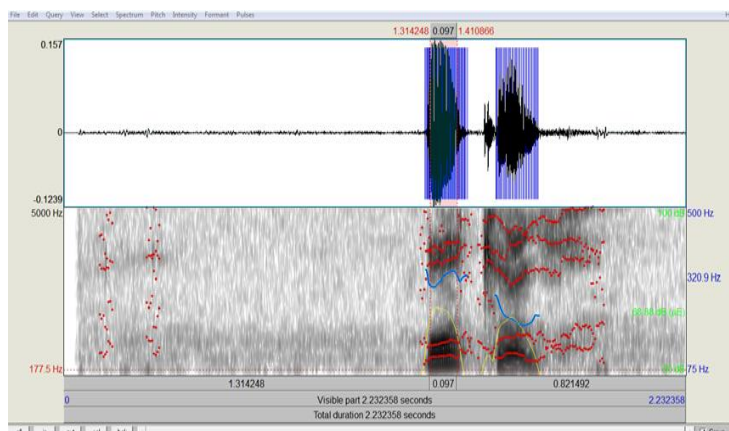 File Edit Query View Select Spectrum Pitch Intensity Formant Pulses
1.314248 0.097 1.410866
0.157
0
-0.1239
5000 Hz
500 Hz
320.9 Hz
177.5 Hz
75 Hz
1.314248 0.097 0.821492
0 Visible part 2.232358 seconds 2.232358
Total duration 2.232358 seconds